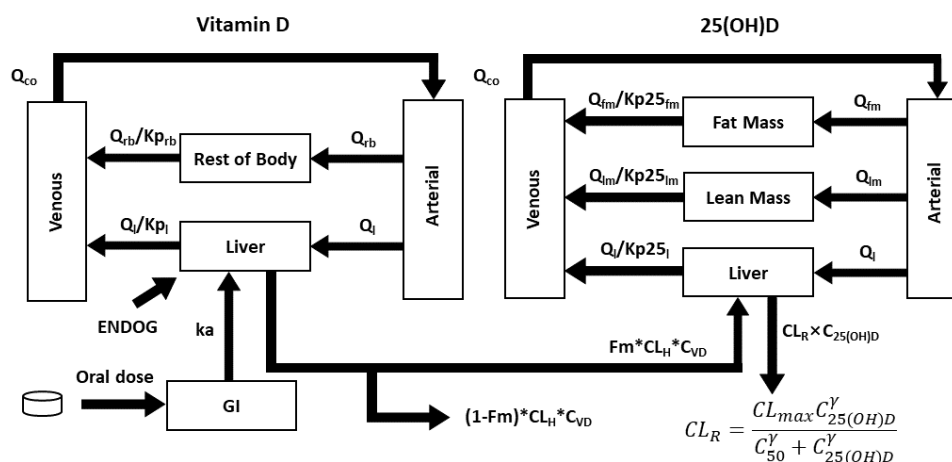 Vitamin D
Q_co
Venous
Arterial
Q_rb/Kp_rb
Rest of Body
Q_rb
Q_l/Kp_l
Liver
Q_l
ENDOG
ka
Oral dose
GI
(1-Fm)*CL_H*C_VD
Fm*CL_H*C_VD
25(OH)D
Q_co
Venous
Arterial
Q_fm/Kp25_fm
Fat Mass
Q_fm
Q_lm/Kp25_lm
Lean Mass
Q_lm
Q_l/Kp25_l
Liver
Q_l
CL_R×C_25(OH)D
CL_R = CL_max C^γ_25(OH)D / C^γ_50 + C^γ_25(OH)D